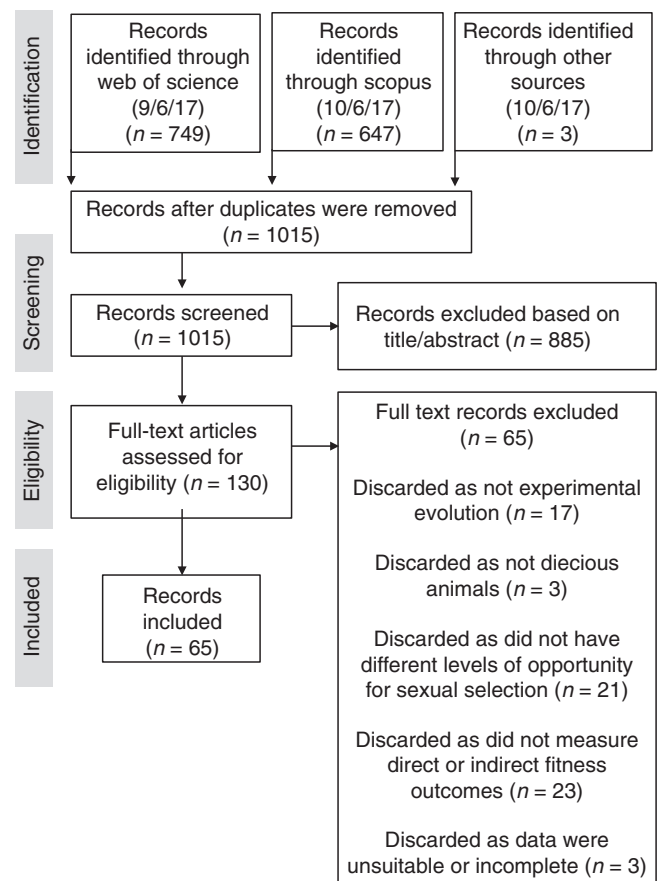 Identification
Records
identified through
web of science
(9/6/17)
(n = 749)
Records
identified
through scopus
(10/6/17)
(n = 647)
Records identified
through other
sources
(10/6/17)
(n = 3)
Records after duplicates were removed
(n = 1015)
Screening
Records screened
(n = 1015)
Records excluded based on
title/abstract (n = 885)
Eligibility
Full-text articles
assessed for
eligibility (n = 130)
Full text records excluded
(n = 65)
Discarded as not experimental
evolution (n = 17)
Discarded as not diecious
animals (n = 3)
Discarded as did not have
different levels of opportunity
for sexual selection (n = 21)
Discarded as did not measure
direct or indirect fitness
outcomes (n = 23)
Discarded as data were
unsuitable or incomplete (n = 3)
Included
Records
included
(n = 65)